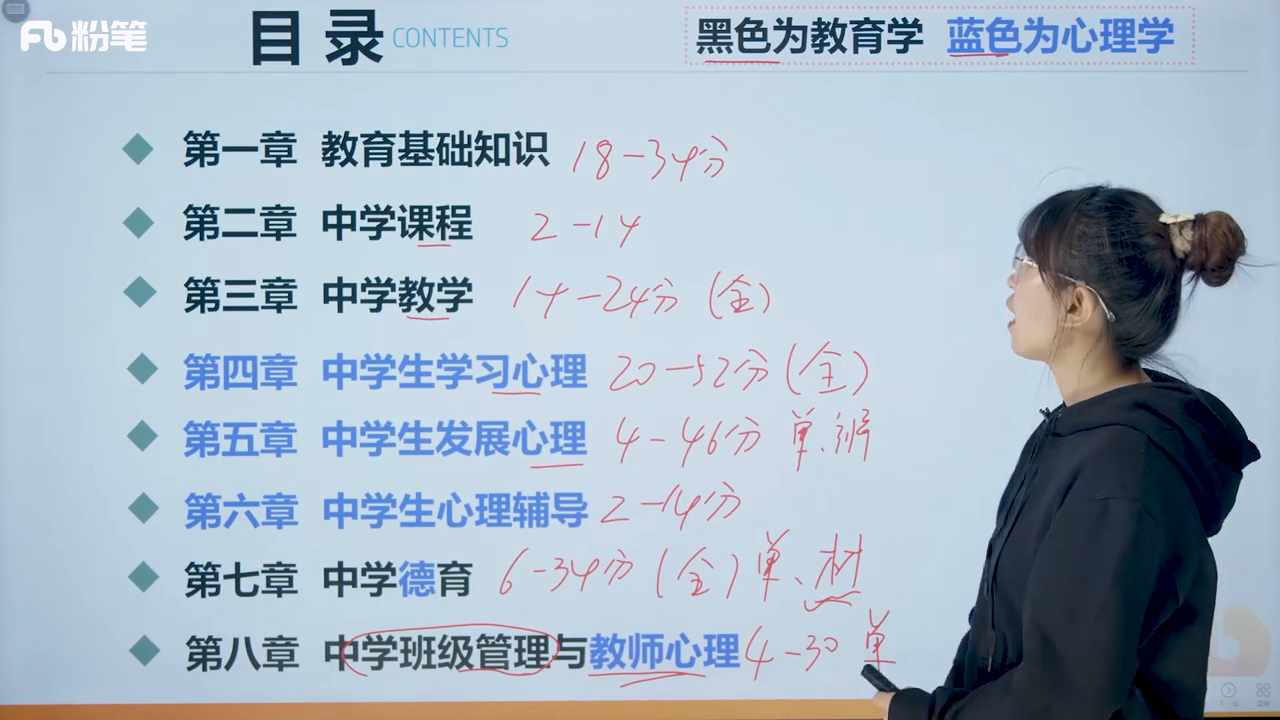 粉笔
目录 CONTENTS
黑色为教育学 蓝色为心理学
第一章 教育基础知识 18-34分
第二章 中学课程 2-14
第三章 中学教学 14-24分 (全)
第四章 中学生学习心理 20-52分 (全)
第五章 中学生发展心理 4-46分 单、辨
第六章 中学生心理辅导 2-14分
第七章 中学德育 6-34分 (全) 单、材
第八章 中学班级管理与教师心理 4-30 单